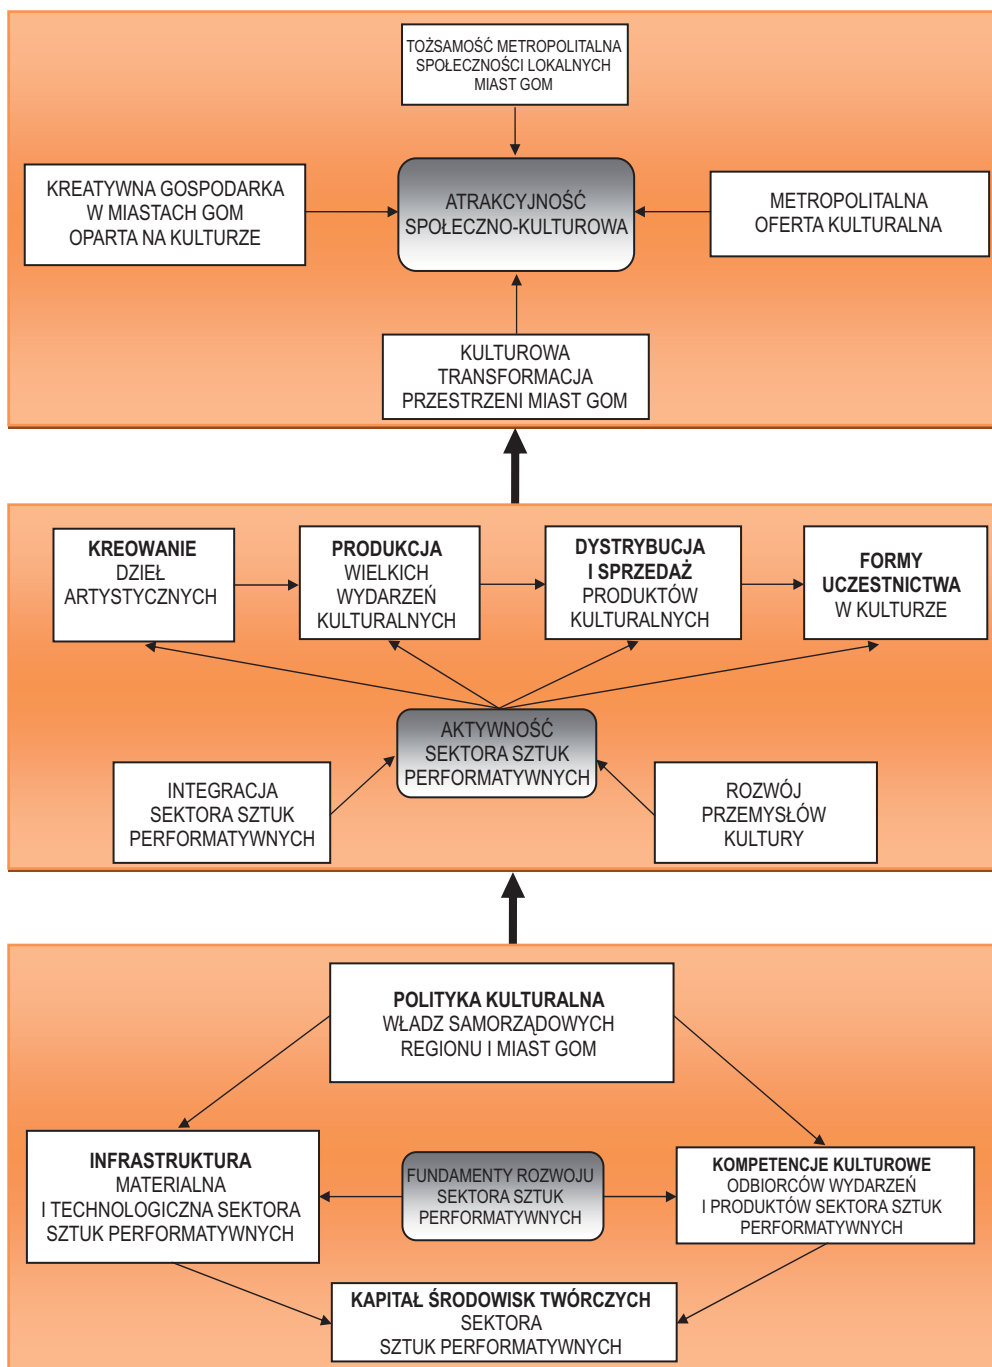 TOŻSAMOŚĆ METROPOLITALNA
SPOŁECZNOŚCI LOKALNYCH
MIAST GOM
KREATYWNA GOSPODARKA
W MIASTACH GOM
OPARTA NA KULTURZE
ATRAKCYJNOŚĆ
SPOŁECZNO-KULTUROWA
METROPOLITALNA
OFERTA KULTURALNA
KULTUROWA
TRANSFORMACJA
PRZESTRZENI MIAST GOM
KREOWANIE
DZIEŁ
ARTYSTYCZNYCH
PRODUKCJA
WIELKICH
WYDARZEŃ
KULTURALNYCH
DYSTRYBUCJA
I SPRZEDAŻ
PRODUKTÓW
KULTURALNYCH
FORMY
UCZESTNICTWA
W KULTURZE
AKTYWNOŚĆ
SEKTORA SZTUK
PERFORMATYWNYCH
INTEGRACJA
SEKTORA SZTUK
PERFORMATYWNYCH
ROZWÓJ
PRZEMYSŁÓW
KULTURY
POLITYKA KULTURALNA
WŁADZ SAMORZĄDOWYCH
REGIONU I MIAST GOM
INFRASTRUKTURA
MATERIALNA
I TECHNOLOGICZNA SEKTORA
SZTUK PERFORMATYWNYCH
FUNDAMENTY ROZWOJU
SEKTORA SZTUK
PERFORMATYWNYCH
KOMPETENCJE KULTUROWE
ODBIORCÓW WYDARZEŃ
I PRODUKTÓW SEKTORA SZTUK
PERFORMATYWNYCH
KAPITAŁ ŚRODOWISK TWÓRCZYCH
SEKTORA
SZTUK PERFORMATYWNYCH